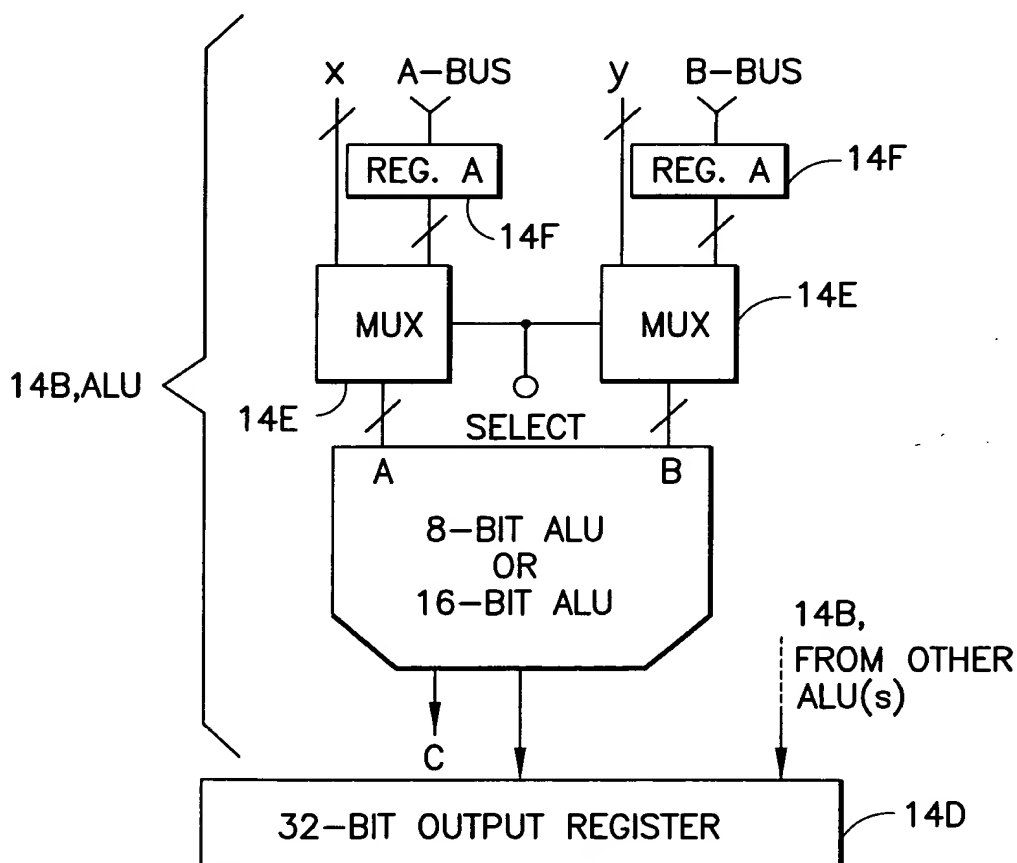 x A-BUS y B-BUS
REG. A REG. A 14F
14F
MUX MUX 14E
14B,ALU
14E
SELECT
A B
8-BIT ALU
OR
16-BIT ALU
14B,
FROM OTHER
ALU(s)
C
32-BIT OUTPUT REGISTER 14D